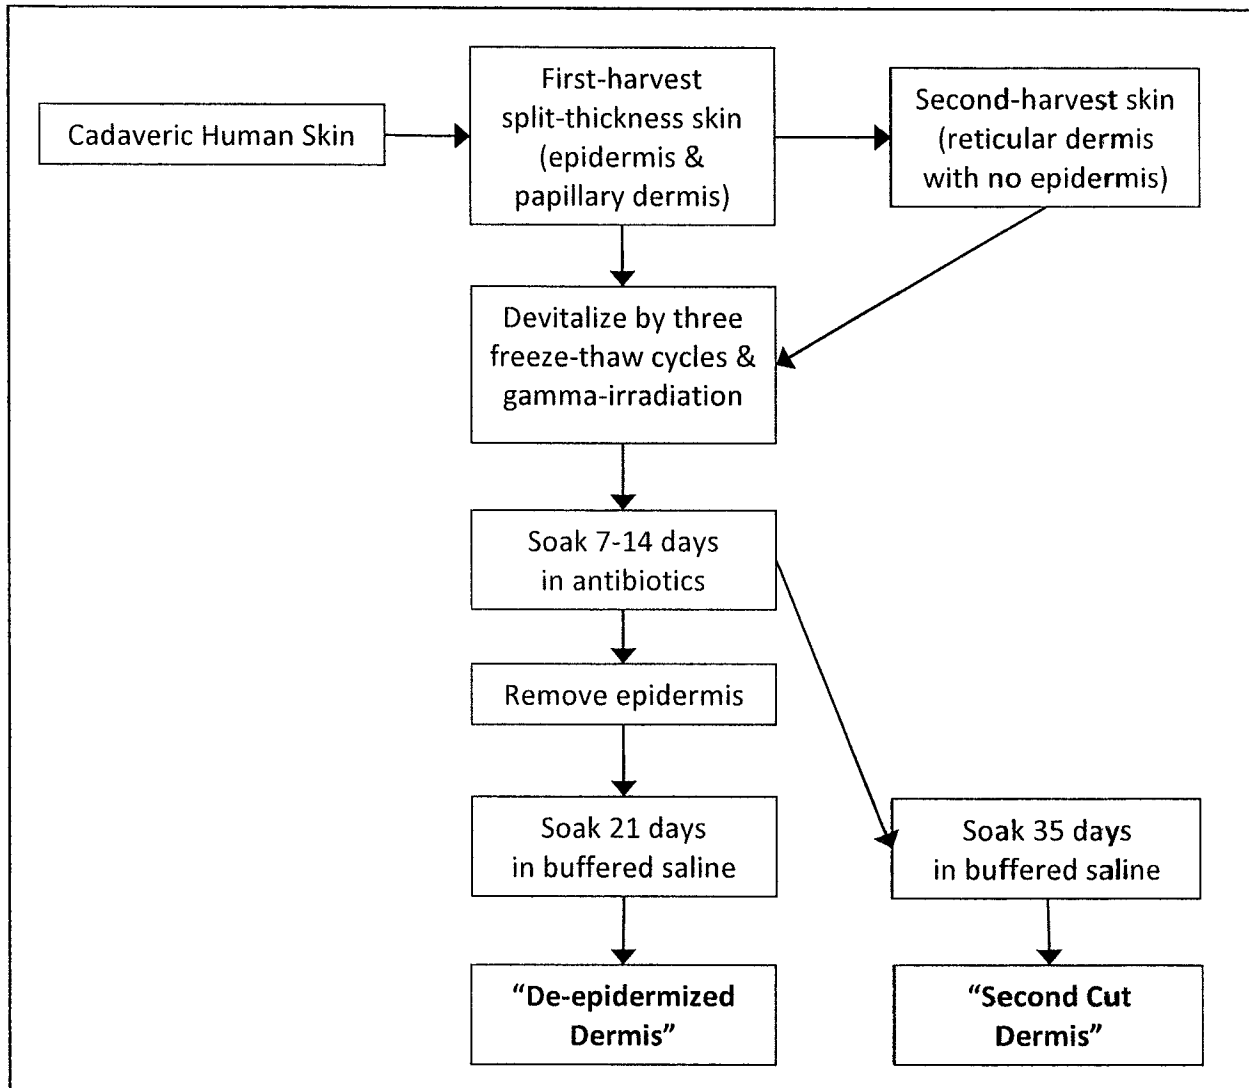 Cadaveric Human Skin
First-harvest
split-thickness skin
(epidermis &
papillary dermis)
Second-harvest skin
(reticular dermis
with no epidermis)
Devitalize by three
freeze-thaw cycles &
gamma-irradiation
Soak 7-14 days
in antibiotics
Remove epidermis
Soak 21 days
in buffered saline
Soak 35 days
in buffered saline
“De-epidermized
Dermis”
“Second Cut
Dermis”